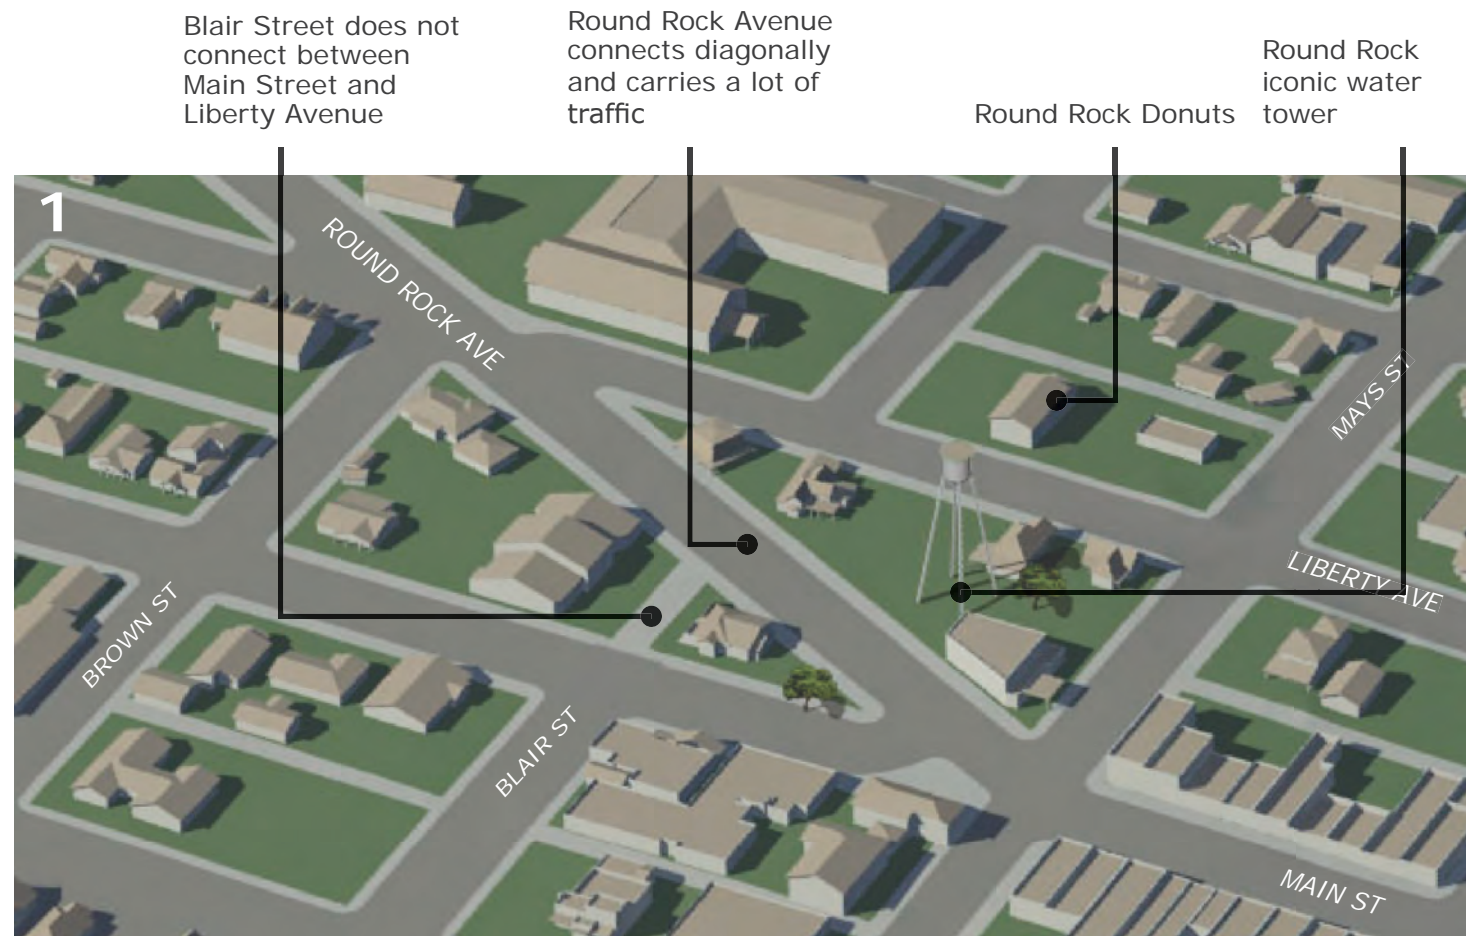 Blair Street does not
connect between
Main Street and
Liberty Avenue
Round Rock Avenue
connects diagonally
and carries a lot of
traffic
Round Rock Donuts
Round Rock
iconic water
tower
1
ROUND ROCK AVE
MAYS ST
LIBERTY AVE
BROWN ST
BLAIR ST
MAIN ST